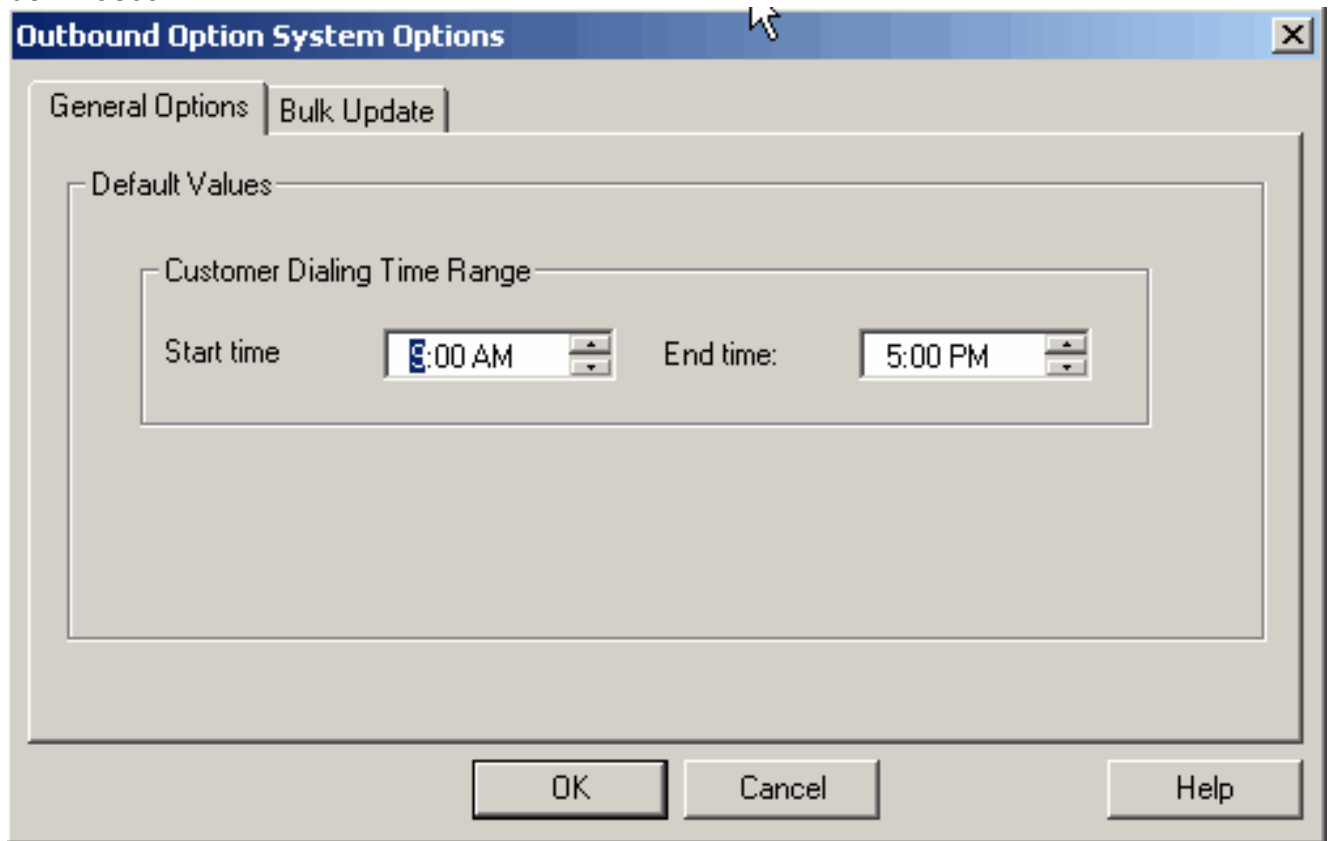 Outbound Option System Options
General Options Bulk Update
Default Values
Customer Dialing Time Range
Start time 9:00 AM End time: 5:00 PM
OK Cancel Help